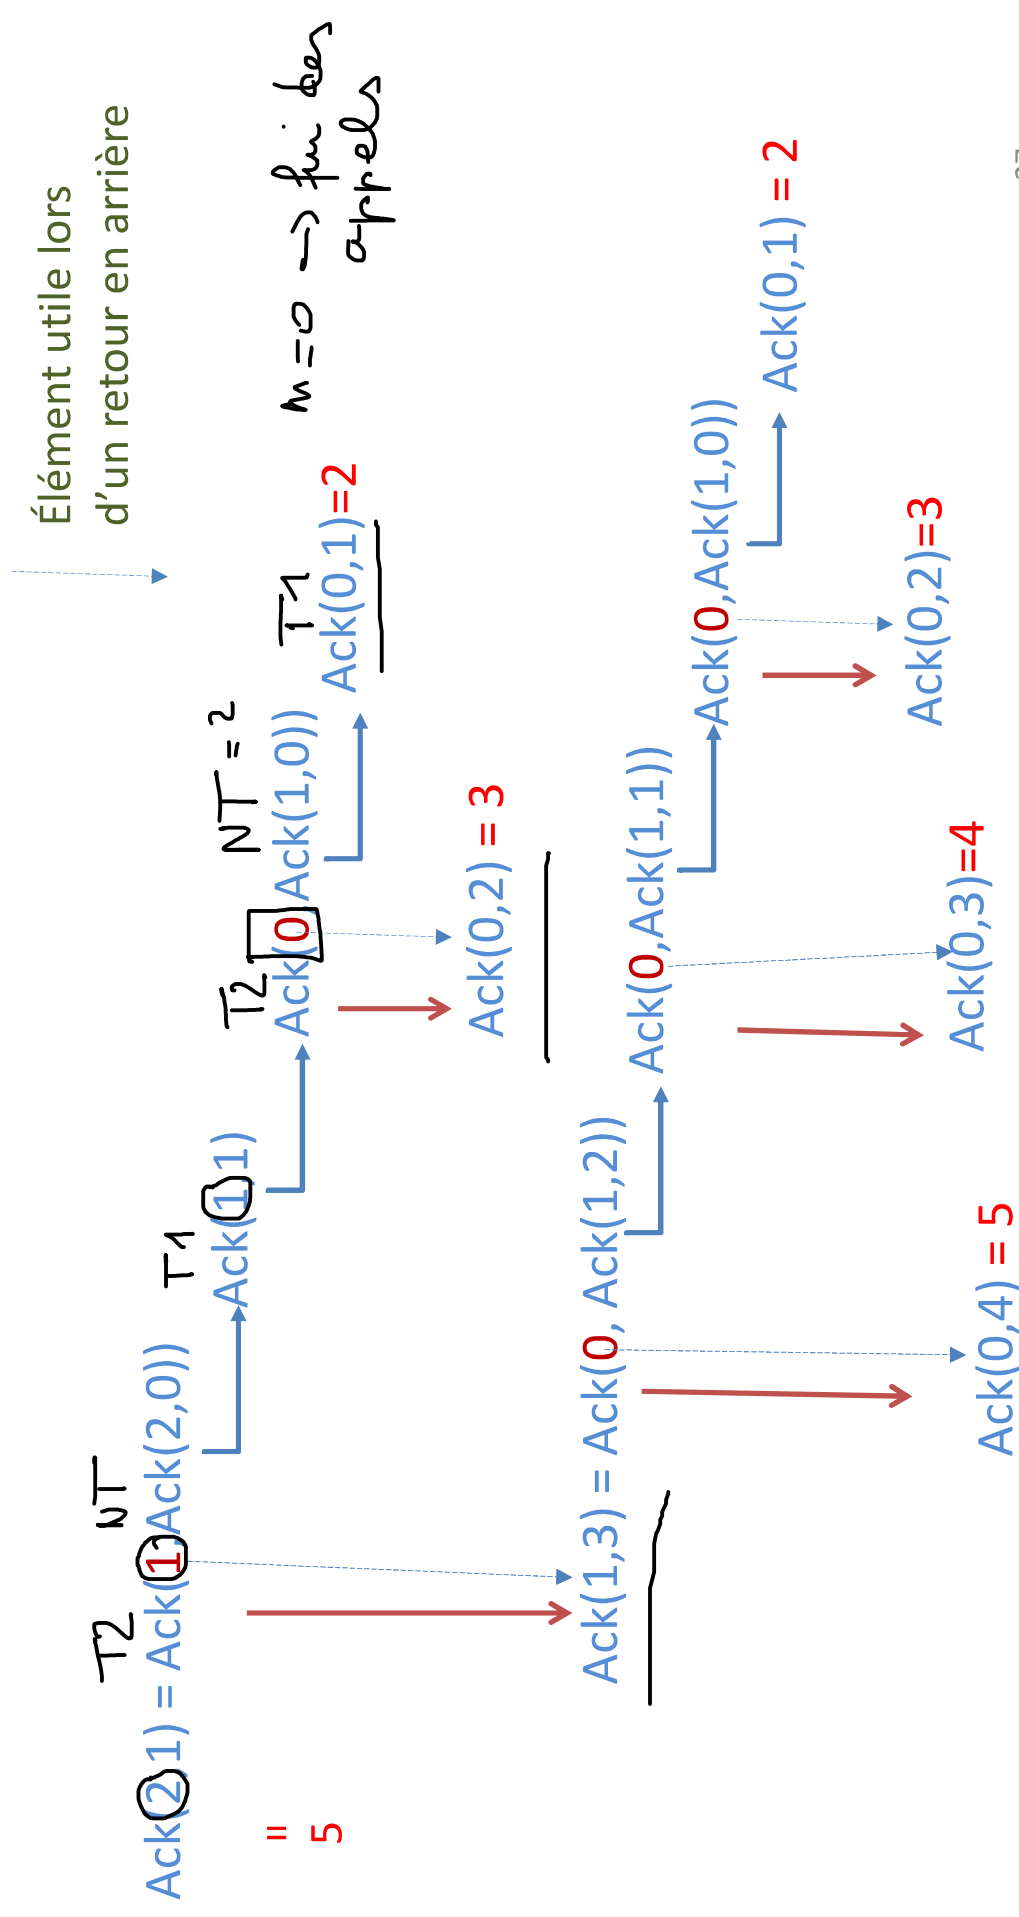 Élément utile lors
d'un retour en arrière
m=0 → fini les
appels
T2 NT
Ack(2,1) = Ack(1,Ack(2,0))
T1
Ack(1,1)
T2 NT = 2
Ack(0,Ack(1,0))
T1
Ack(0,1)=2
= 5
Ack(0,2) = 3
Ack(1,3) = Ack(0, Ack(1,2))
Ack(0,Ack(1,1))
Ack(0,Ack(1,0))
Ack(0,1) = 2
Ack(0,2)=3
Ack(0,3)=4
Ack(0,4) = 5